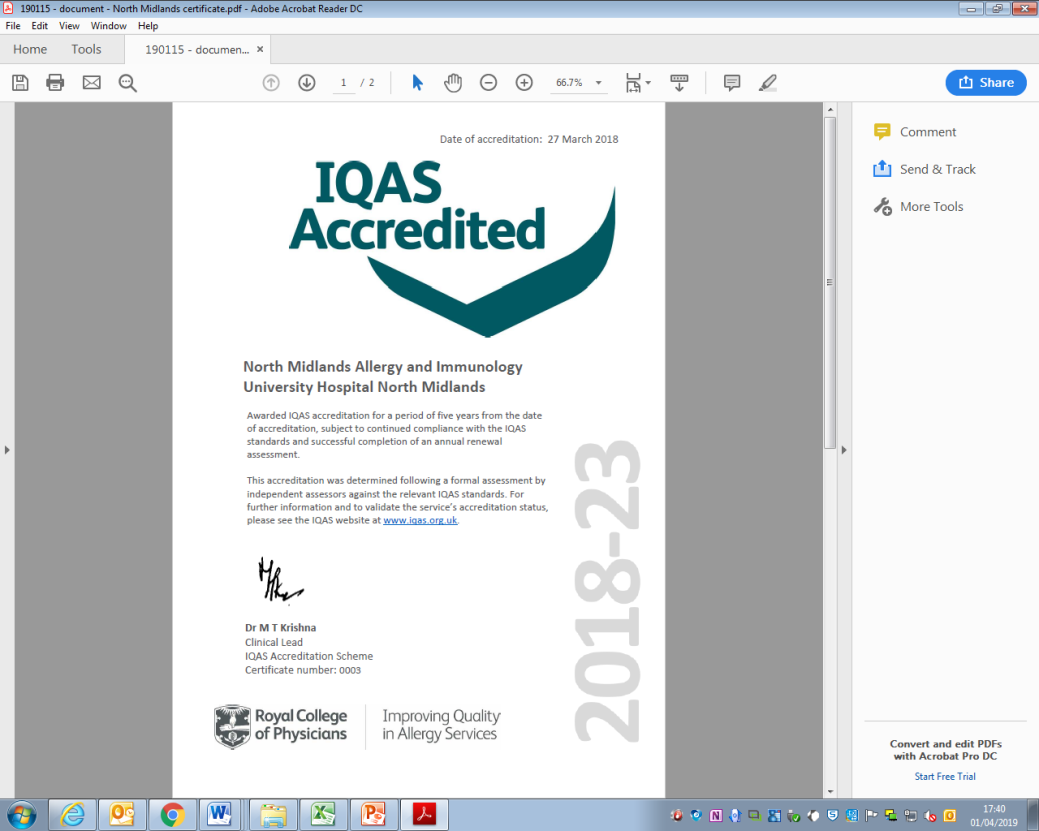 190115 - document - North Midlands certificate.pdf - Adobe Acrobat Reader DC
File Edit View Window Help
Home Tools 190115 - documen... ×
1 / 2 66.7% Share
Date of accreditation: 27 March 2018
IQAS
Accredited
North Midlands Allergy and Immunology
University Hospital North Midlands
Awarded IQAS accreditation for a period of five years from the date
of accreditation, subject to continued compliance with the IQAS
standards and successful completion of an annual renewal
assessment.
This accreditation was determined following a formal assessment by
independent assessors against the relevant IQAS standards. For
further information and to validate the service's accreditation status,
please see the IQAS website at www.iqas.org.uk.
2018-23
Dr M T Krishna
Clinical Lead
IQAS Accreditation Scheme
Certificate number: 0003
Royal College
of Physicians
Improving Quality
in Allergy Services
Comment
Send & Track
More Tools
Convert and edit PDFs
with Acrobat Pro DC
Start Free Trial
17:40
01/04/2019